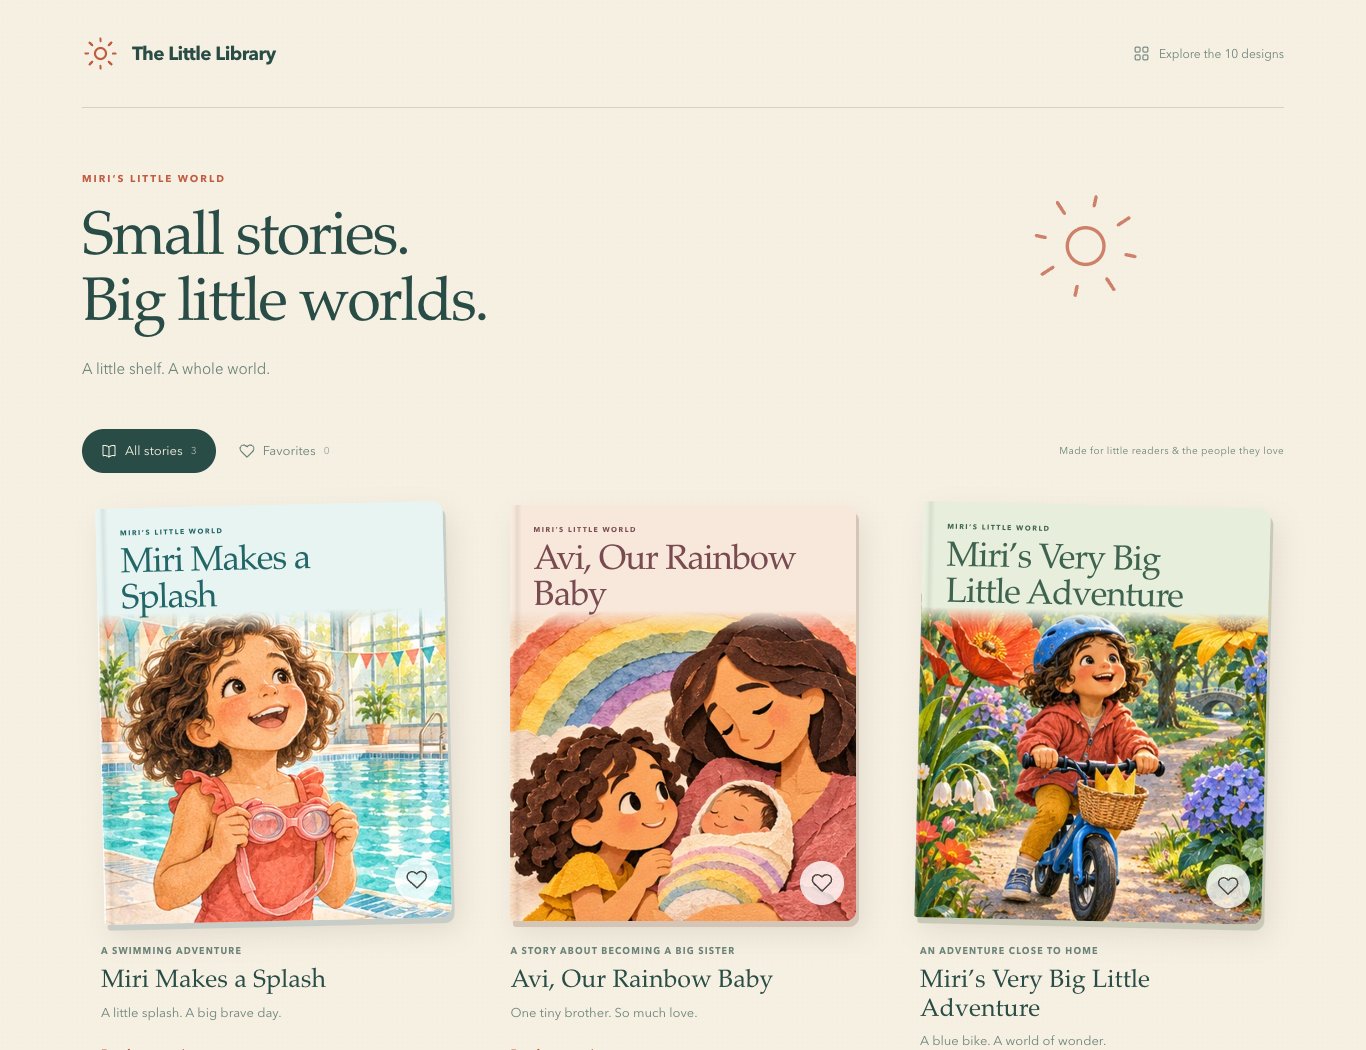 The Little Library
Explore the 10 designs
MIRI'S LITTLE WORLD
Small stories.
Big little worlds.
A little shelf. A whole world.
All stories 3
Favorites 0
Made for little readers & the people they love
MIRI'S LITTLE WORLD
Miri Makes a
Splash
MIRI'S LITTLE WORLD
Avi, Our Rainbow
Baby
MIRI'S LITTLE WORLD
Miri’s Very Big
Little Adventure
A SWIMMING ADVENTURE
Miri Makes a Splash
A little splash. A big brave day.
A STORY ABOUT BECOMING A BIG SISTER
Avi, Our Rainbow Baby
One tiny brother. So much love.
AN ADVENTURE CLOSE TO HOME
Miri’s Very Big Little
Adventure
A blue bike. A world of wonder.